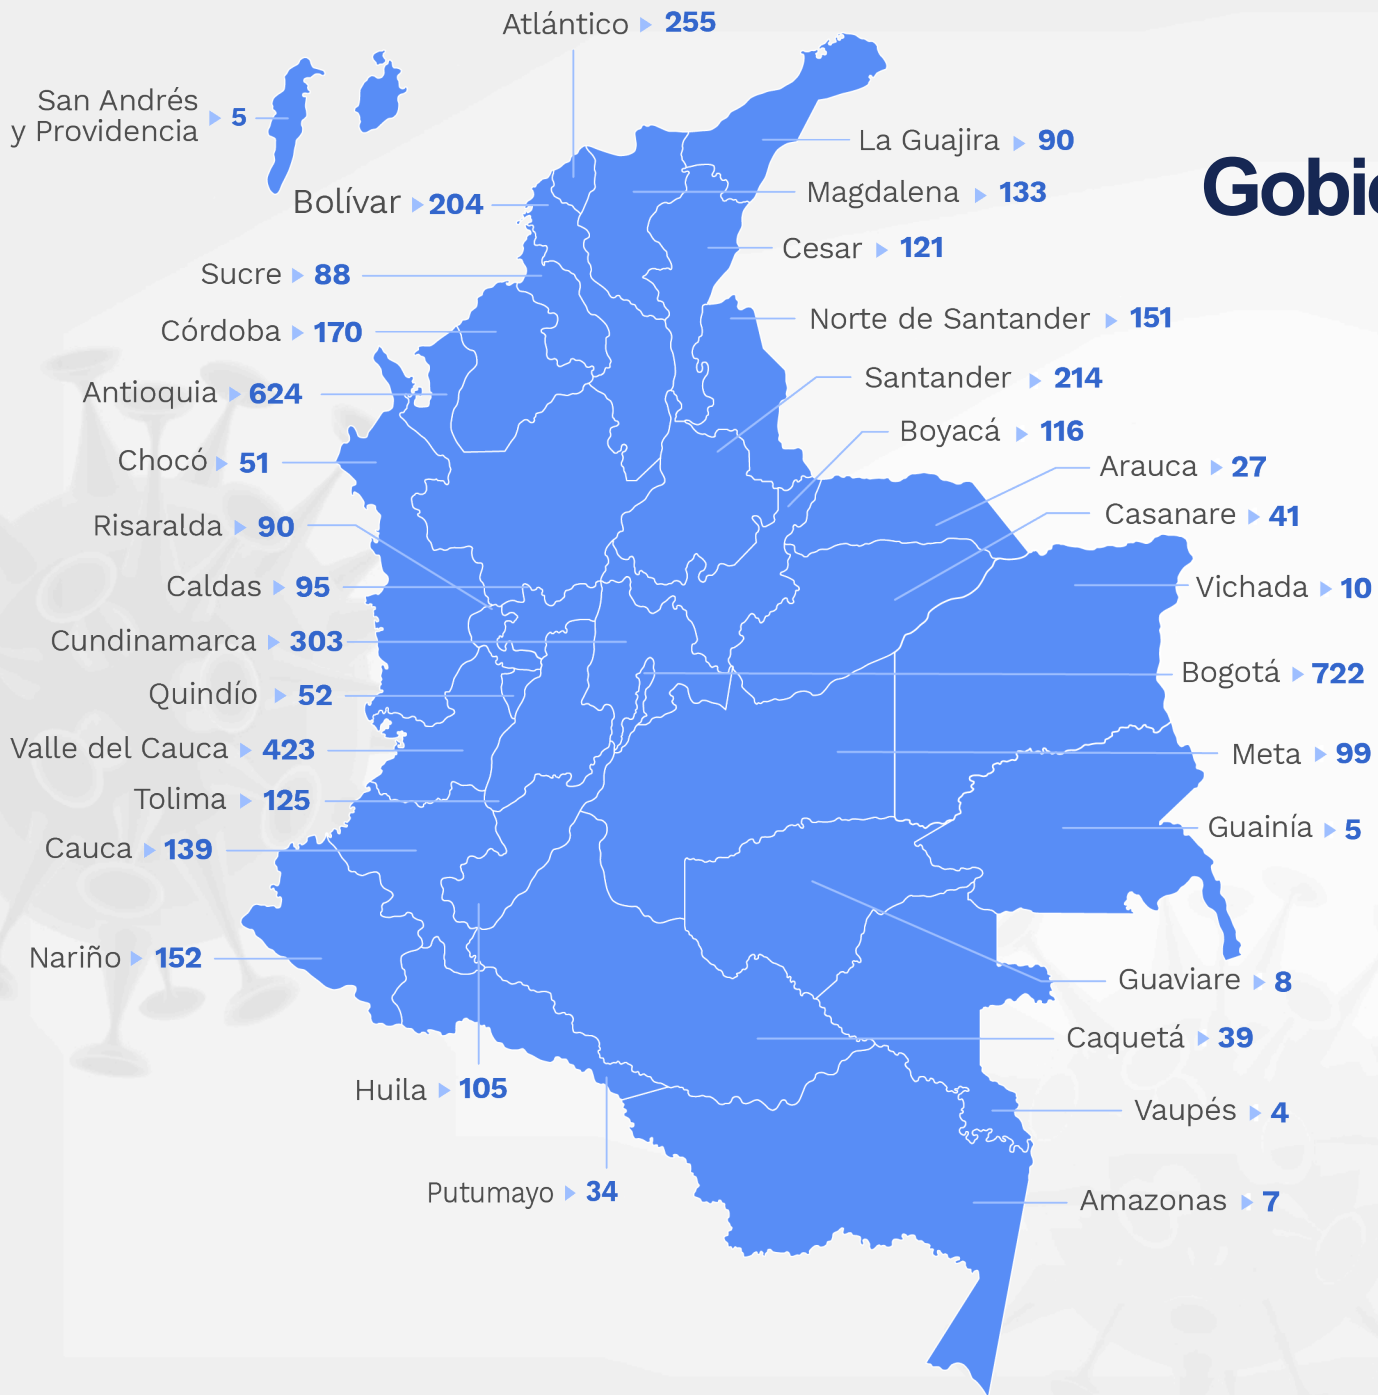 Atlántico 255
San Andrés
y Providencia 5
La Guajira 90
Bolívar 204
Magdalena 133
Gobi
Cesar 121
Sucre 88
Norte de Santander 151
Córdoba 170
Santander 214
Antioquia 624
Boyacá 116
Chocó 51
Arauca 27
Casanare 41
Risaralda 90
Caldas 95
Vichada 10
Cundinamarca 303
Bogotá 722
Quindío 52
Valle del Cauca 423
Meta 99
Tolima 125
Guainía 5
Cauca 139
Nariño 152
Guaviare 8
Caquetá 39
Huila 105
Vaupés 4
Putumayo 34
Amazonas 7